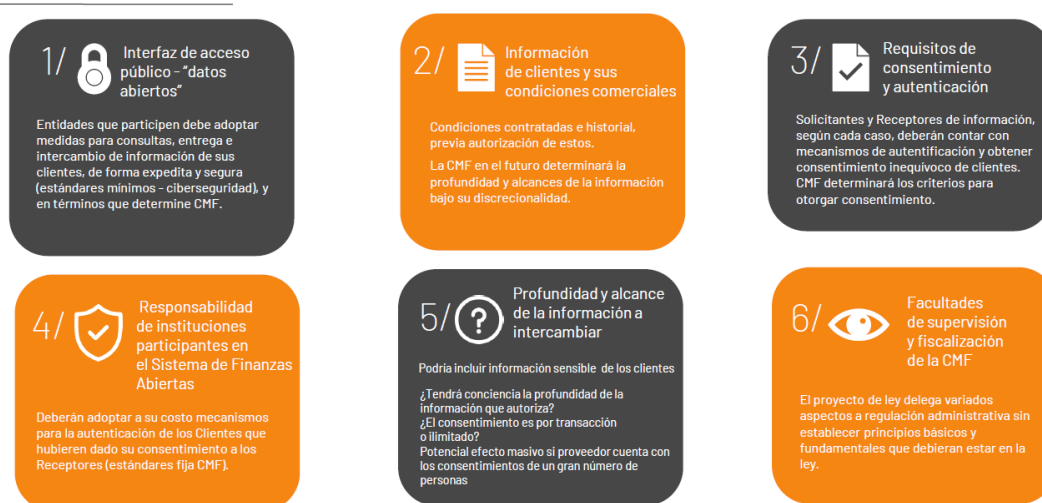 1/
Interfaz de acceso
público - "datos
abiertos"
Entidades que participen debe adoptar
medidas para consultas, entrega e
intercambio de información de sus
clientes, de forma expedita y segura
(estándares mínimos - ciberseguridad), y
en términos que determine CMF.
2/
Información
de clientes y sus
condiciones comerciales
Condiciones contratadas e historial,
previa autorización de estos.
La CMF en el futuro determinará la
profundidad y alcances de la información
bajo su discrecionalidad.
3/
Requisitos de
consentimiento
y autenticación
Solicitantes y Receptores de información,
según cada caso, deberán contar con
mecanismos de autentificación y obtener
consentimiento inequívoco de clientes.
CMF determinará los criterios para
otorgar consentimiento.
4/
Responsabilidad
de instituciones
participantes en
el Sistema de Finanzas
Abiertas
Deberán adoptar a su costo mecanismos
para la autenticación de los Clientes que
hubieren dado su consentimiento a los
Receptores (estándares fija CMF).
5/
Profundidad y alcance
de la información a
intercambiar
Podría incluir información sensible de los clientes
¿Tendrá conciencia la profundidad de la
información que autoriza?
¿El consentimiento es por transacción
o ilimitado?
Potencial efecto masivo si proveedor cuenta con
los consentimientos de un gran número de
personas
6/
Facultades
de supervisión
y fiscalización
de la CMF
El proyecto de ley delega variados
aspectos a regulación administrativa sin
establecer principios básicos y
fundamentales que debieran estar en la
ley.